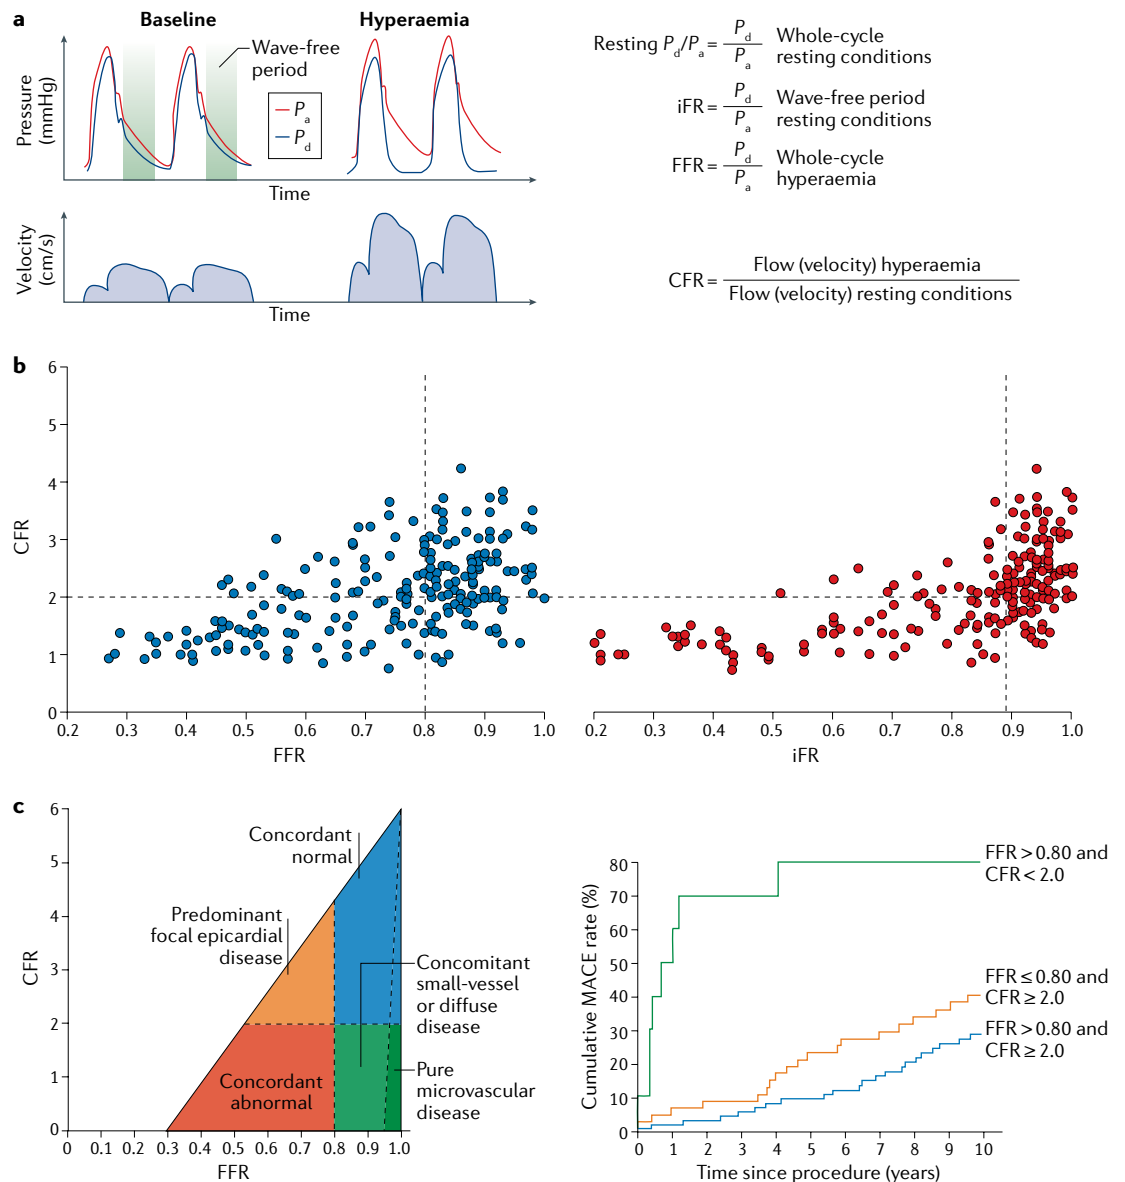 a
Baseline
Hyperaemia
Pressure
(mmHg)
Wave-free
period
Pa
Pd
Time
Velocity
(cm/s)
Time
Resting Pd/Pa = Pd/Pa Whole-cycle
resting conditions
iFR = Pd/Pa Wave-free period
resting conditions
FFR = Pd/Pa Whole-cycle
hyperaemia
CFR = Flow (velocity) hyperaemia
Flow (velocity) resting conditions
b
CFR
6
5
4
3
2
1
0
0.2 0.3 0.4 0.5 0.6 0.7 0.8 0.9 1.0
FFR
0.2 0.3 0.4 0.5 0.6 0.7 0.8 0.9 1.0
iFR
c
CFR
6
5
4
3
2
1
0
Concordant
normal
Predominant
focal epicardial
disease
Concomitant
small-vessel
or diffuse
disease
Concordant
abnormal
Pure
microvascular
disease
0 0.1 0.2 0.3 0.4 0.5 0.6 0.7 0.8 0.9 1.0
FFR
Cumulative MACE rate (%)
80
70
60
50
40
30
20
10
0
FFR > 0.80 and
CFR < 2.0
FFR ≤ 0.80 and
CFR ≥ 2.0
FFR > 0.80 and
CFR ≥ 2.0
0 1 2 3 4 5 6 7 8 9 10
Time since procedure (years)